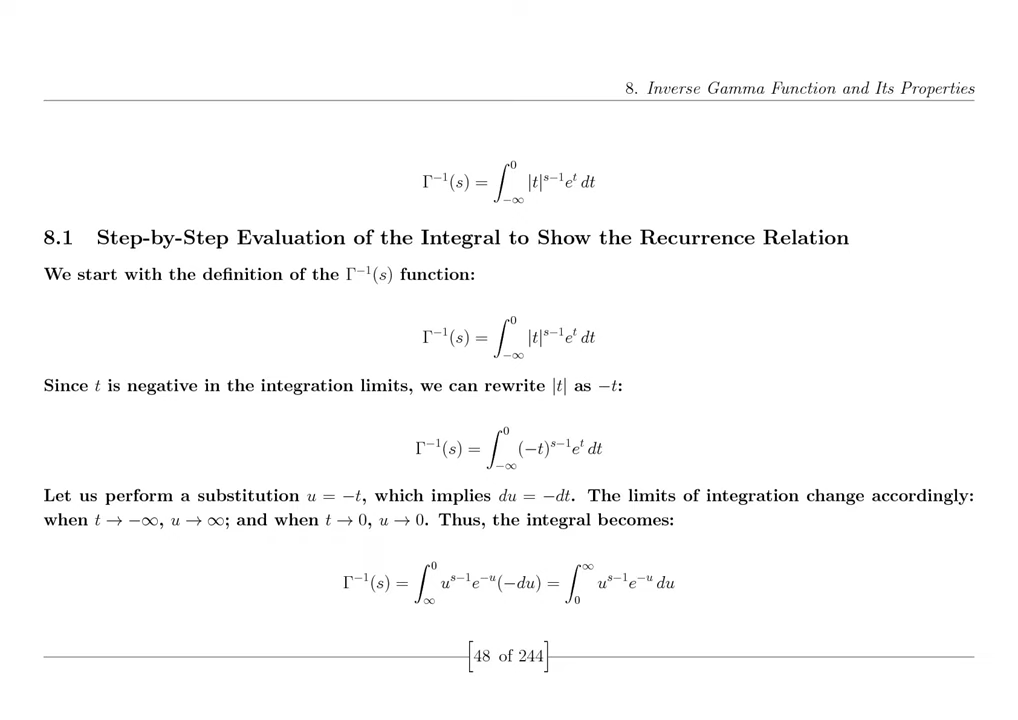 8. Inverse Gamma Function and Its Properties
Γ⁻¹(s) = ∫_{−∞}^{0} |t|^{s−1} e^{t} dt
8.1 Step-by-Step Evaluation of the Integral to Show the Recurrence Relation
We start with the definition of the Γ⁻¹(s) function:
Γ⁻¹(s) = ∫_{−∞}^{0} |t|^{s−1} e^{t} dt
Since t is negative in the integration limits, we can rewrite |t| as −t:
Γ⁻¹(s) = ∫_{−∞}^{0} (−t)^{s−1} e^{t} dt
Let us perform a substitution u = −t, which implies du = −dt. The limits of integration change accordingly:
when t → −∞, u → ∞; and when t → 0, u → 0. Thus, the integral becomes:
Γ⁻¹(s) = ∫_{∞}^{0} u^{s−1} e^{−u} (−du) = ∫_{0}^{∞} u^{s−1} e^{−u} du
[48 of 244]